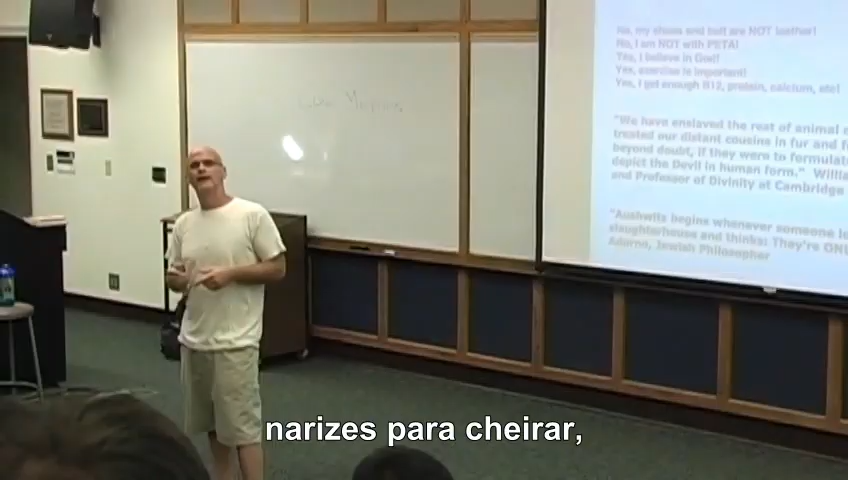 No, my shoes and belt are NOT leather!
No, I am NOT with PETA!
Yes, I believe in God!
Yes, exercise is important!
Yes, I get enough B12, protein, calcium, etc!
"We have enslaved the rest of animal
treated our distant cousins in fur and
beyond doubt, if they were to formulate
depict the Devil in human form." Willia
and Professor of Divinity at Cambridge
"Aushwits begins whenever someone
slaughterhouse and thinks: They're ONL
Adorno, Jewish Philosopher
narizes para cheirar,